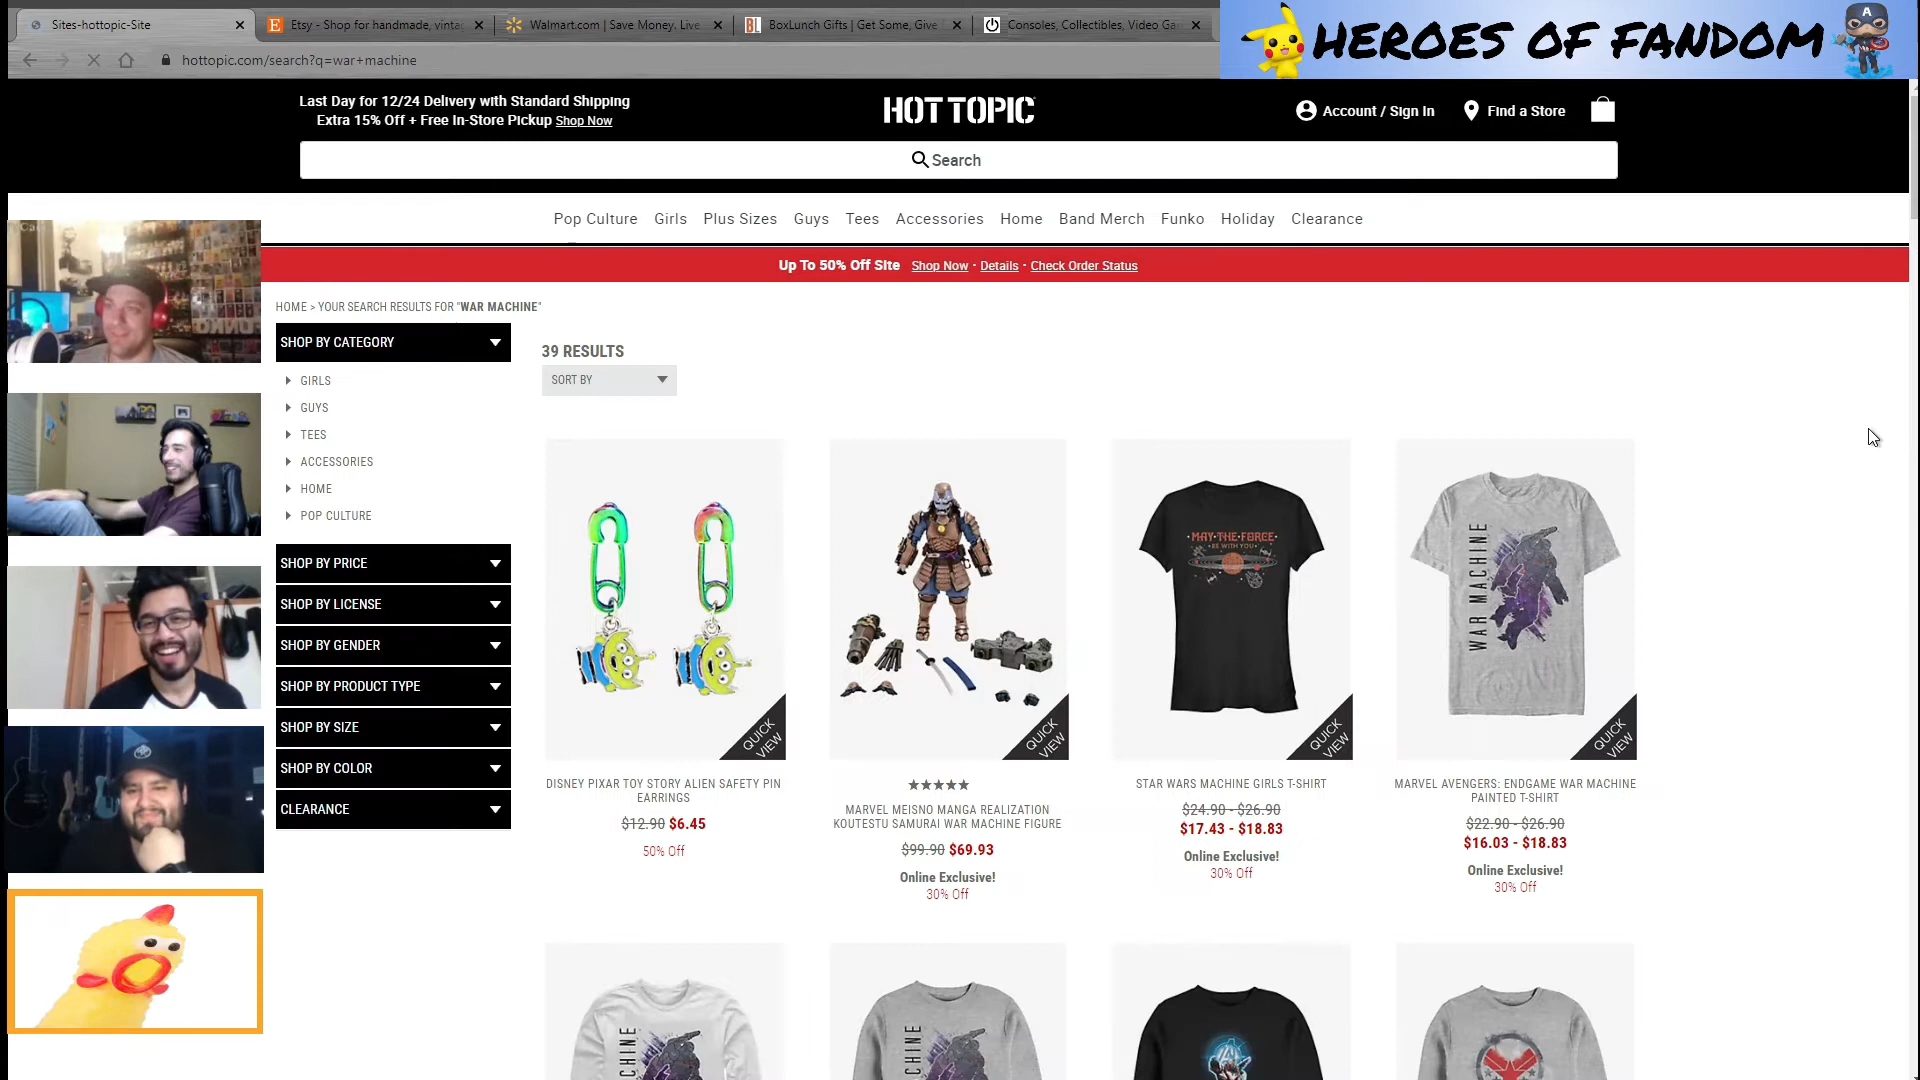 Sites-hottopic-Site
Etsy - Shop for handmade, vinta
Walmart.com | Save Money. Live
BoxLunch Gifts | Get Some, Give
Consoles, Collectibles, Video Ga
HEROES OF FANDOM
hottopic.com/search?q=war+machine
Last Day for 12/24 Delivery with Standard Shipping
Extra 15% Off + Free In-Store Pickup Shop Now
HOT TOPIC
Account / Sign In
Find a Store
Search
Pop Culture Girls Plus Sizes Guys Tees Accessories Home Band Merch Funko Holiday Clearance
Up To 50% Off Site Shop Now · Details · Check Order Status
HOME > YOUR SEARCH RESULTS FOR "WAR MACHINE"
SHOP BY CATEGORY
GIRLS
GUYS
TEES
ACCESSORIES
HOME
POP CULTURE
SHOP BY PRICE
SHOP BY LICENSE
SHOP BY GENDER
SHOP BY PRODUCT TYPE
SHOP BY SIZE
SHOP BY COLOR
CLEARANCE
39 RESULTS
SORT BY
QUICK VIEW
DISNEY PIXAR TOY STORY ALIEN SAFETY PIN
EARRINGS
$12.90 $6.45
50% Off
QUICK VIEW
MARVEL MEISNO MANGA REALIZATION
KOUTESTU SAMURAI WAR MACHINE FIGURE
$99.90 $69.93
Online Exclusive!
30% Off
MAY THE FORCE
BE WITH YOU
QUICK VIEW
STAR WARS MACHINE GIRLS T-SHIRT
$24.90 - $26.90
$17.43 - $18.83
Online Exclusive!
30% Off
WAR MACHINE
QUICK VIEW
MARVEL AVENGERS: ENDGAME WAR MACHINE
PAINTED T-SHIRT
$22.90 - $26.90
$16.03 - $18.83
Online Exclusive!
30% Off
CHINE
CHINE